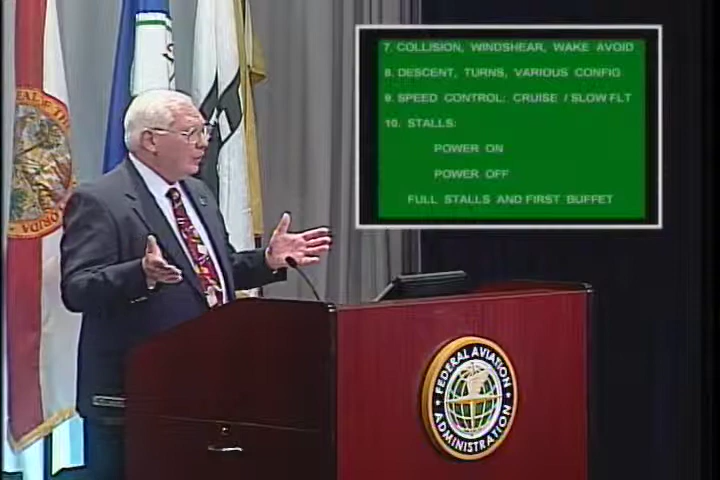 7. COLLISION, WINDSHEAR, WAKE AVOID
8. DESCENT, TURNS, VARIOUS CONFIG
9. SPEED CONTROL: CRUISE / SLOW FLT
10. STALLS:
POWER ON
POWER OFF
FULL STALLS AND FIRST BUFFET
FEDERAL AVIATION
ADMINISTRATION